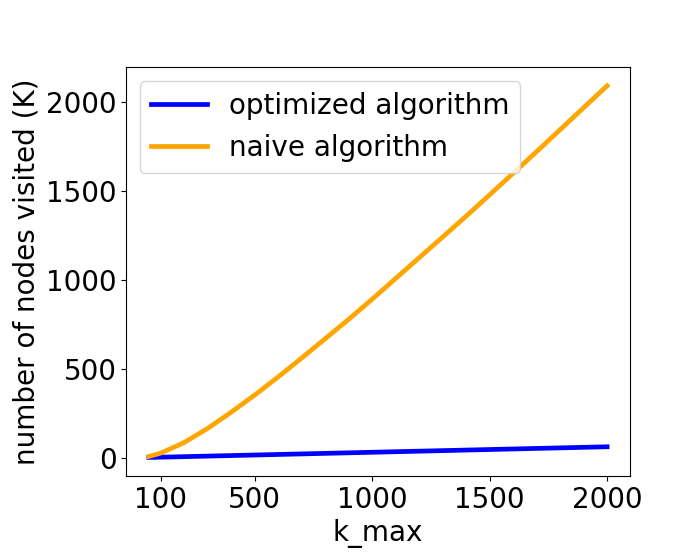 optimized algorithm
naive algorithm
number of nodes visited (K)
2000
1500
1000
500
0
100 500 1000 1500 2000
k_max